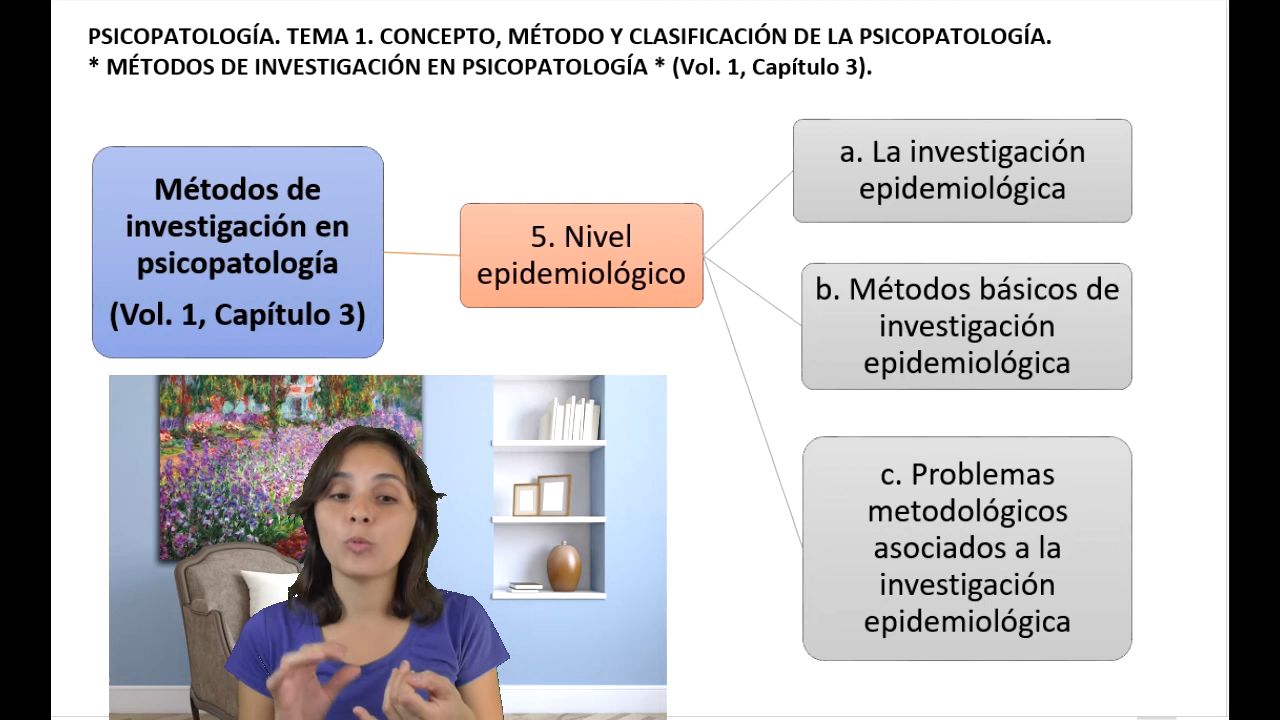 PSICOPATOLOGÍA. TEMA 1. CONCEPTO, MÉTODO Y CLASIFICACIÓN DE LA PSICOPATOLOGÍA.
* MÉTODOS DE INVESTIGACIÓN EN PSICOPATOLOGÍA * (Vol. 1, Capítulo 3).
Métodos de
investigación en
psicopatología
(Vol. 1, Capítulo 3)
5. Nivel
epidemiológico
a. La investigación
epidemiológica
b. Métodos básicos de
investigación
epidemiológica
c. Problemas
metodológicos
asociados a la
investigación
epidemiológica